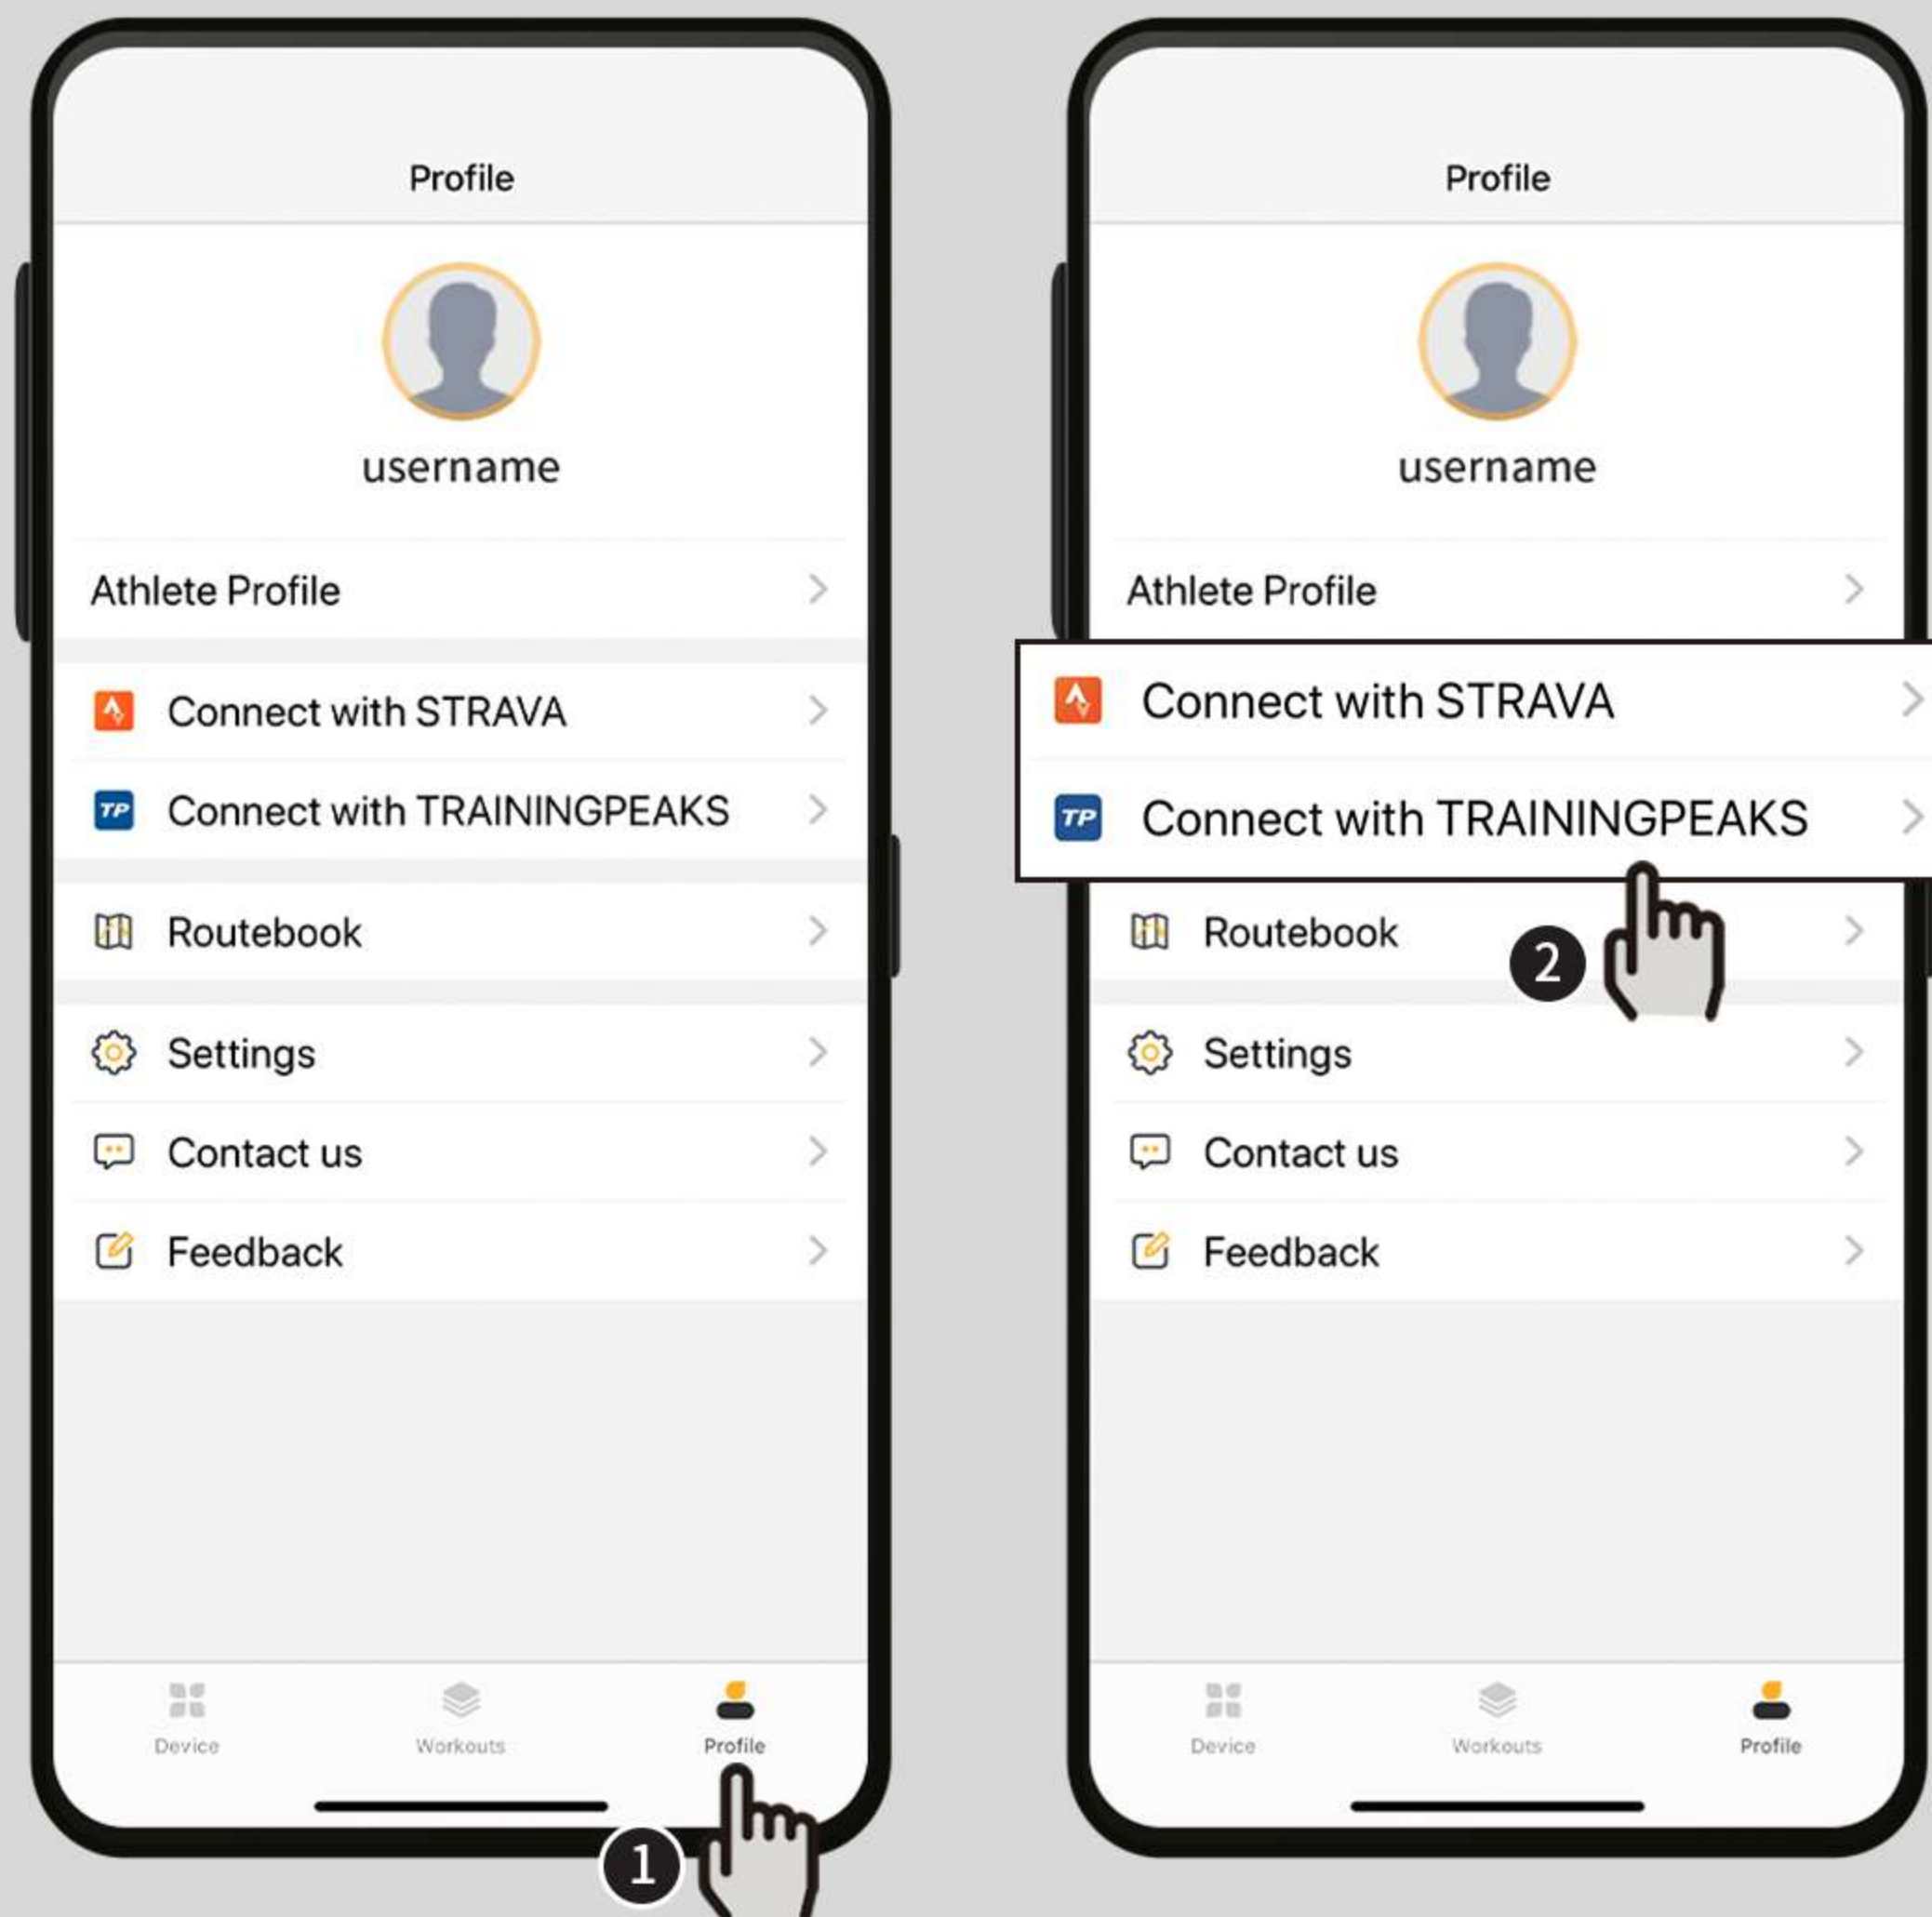 Profile
username
Athlete Profile
Connect with STRAVA
TP
Connect with TRAININGPEAKS
Routebook
Settings
Contact us
Feedback
Device
Workouts
Profile
1
Profile
username
Athlete Profile
Connect with STRAVA
TP
Connect with TRAININGPEAKS
Routebook
2
Settings
Contact us
Feedback
Device
Workouts
Profile